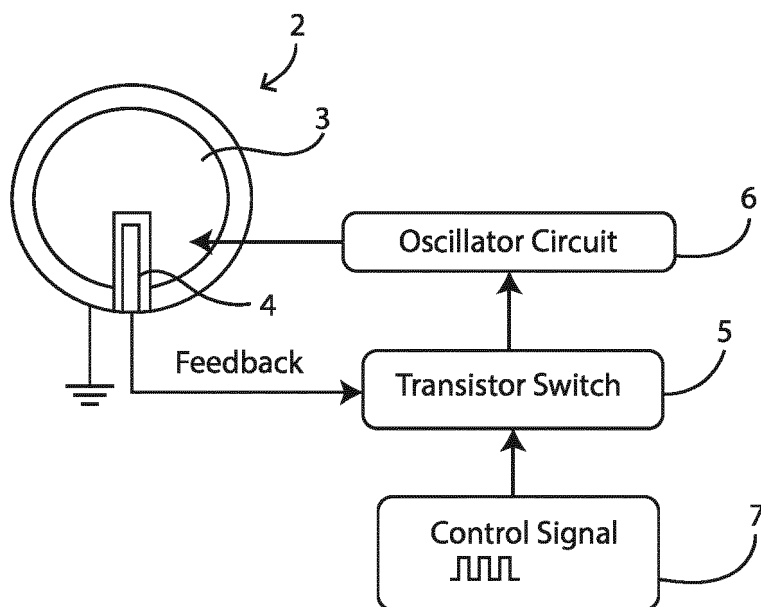 2
3
6
Oscillator Circuit
4
5
Feedback
Transistor Switch
7
Control Signal